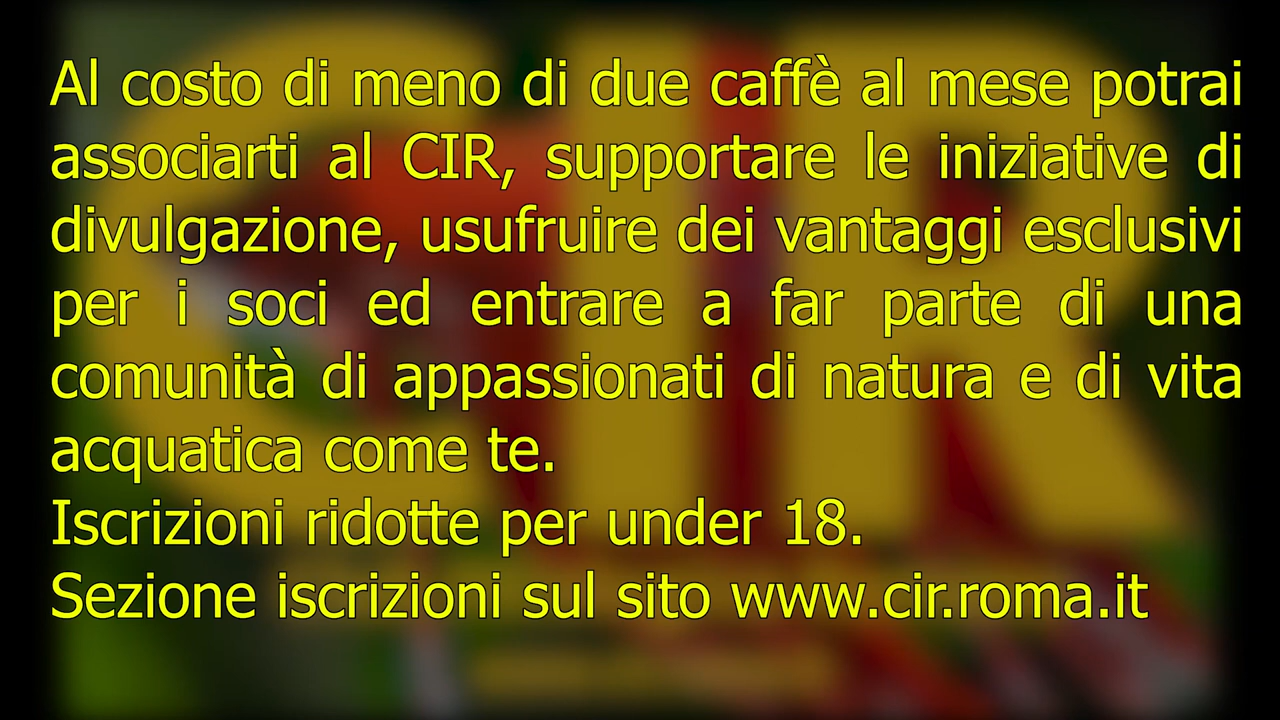 Al costo di meno di due caffè al mese potrai
associarti al CIR, supportare le iniziative di
divulgazione, usufruire dei vantaggi esclusivi
per i soci ed entrare a far parte di una
comunità di appassionati di natura e di vita
acquatica come te.
Iscrizioni ridotte per under 18.
Sezione iscrizioni sul sito www.cir.roma.it
CIR